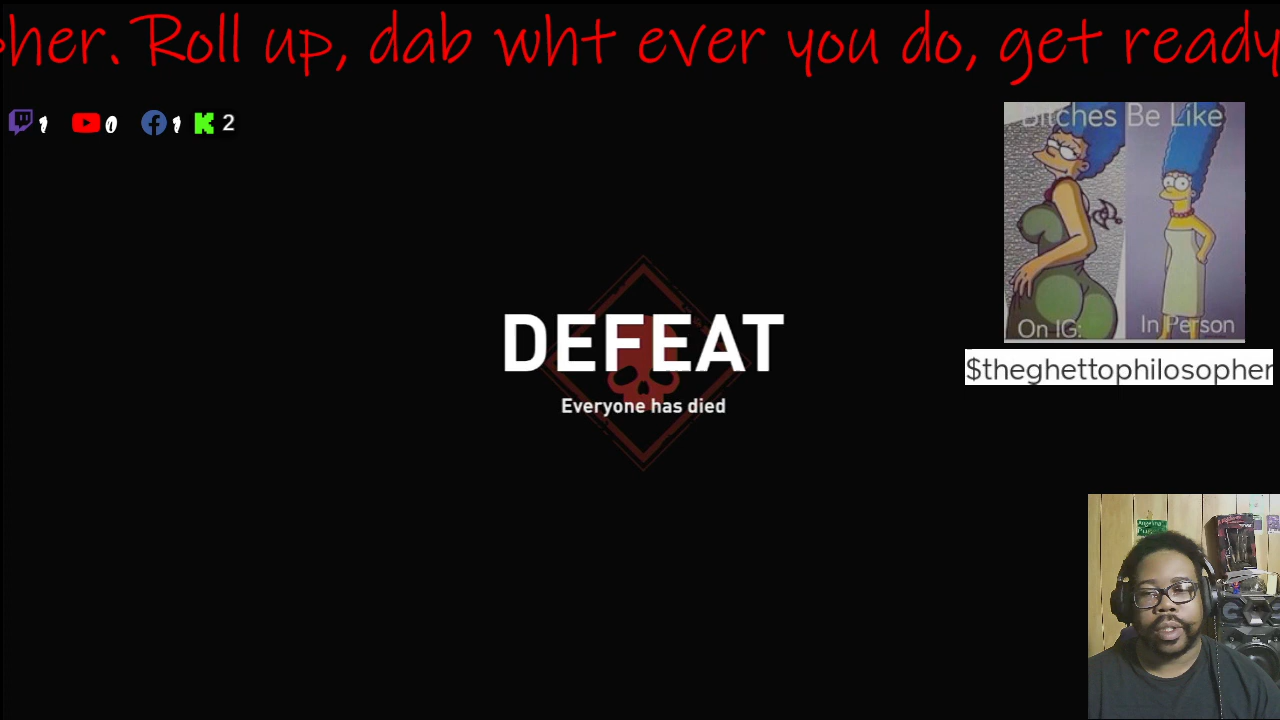 her. Roll up, dab wht ever you do, get ready
1 0 1 2
Bitches Be Like
On IG:
In Person
$theghettophilosopher
DEFEAT
Everyone has died